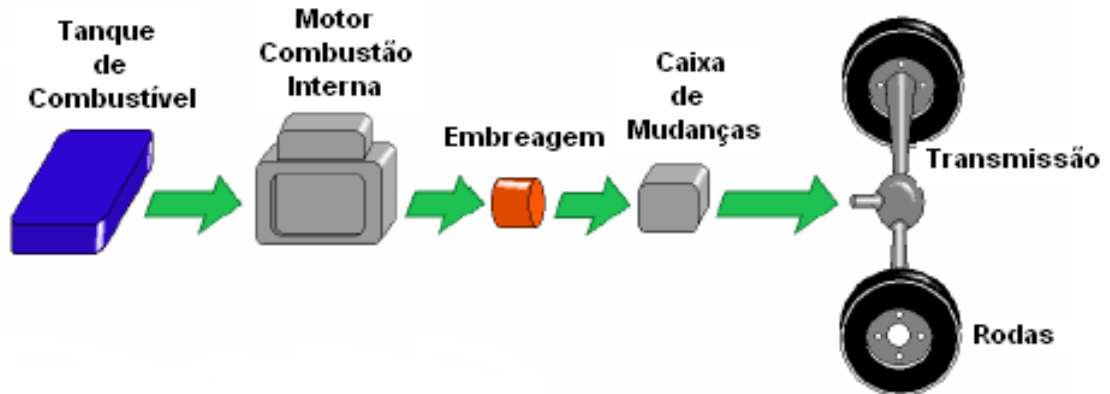 Tanque
de
Combustível
Motor
Combustão
Interna
Embreagem
Caixa
de
Mudanças
Transmissão
Rodas